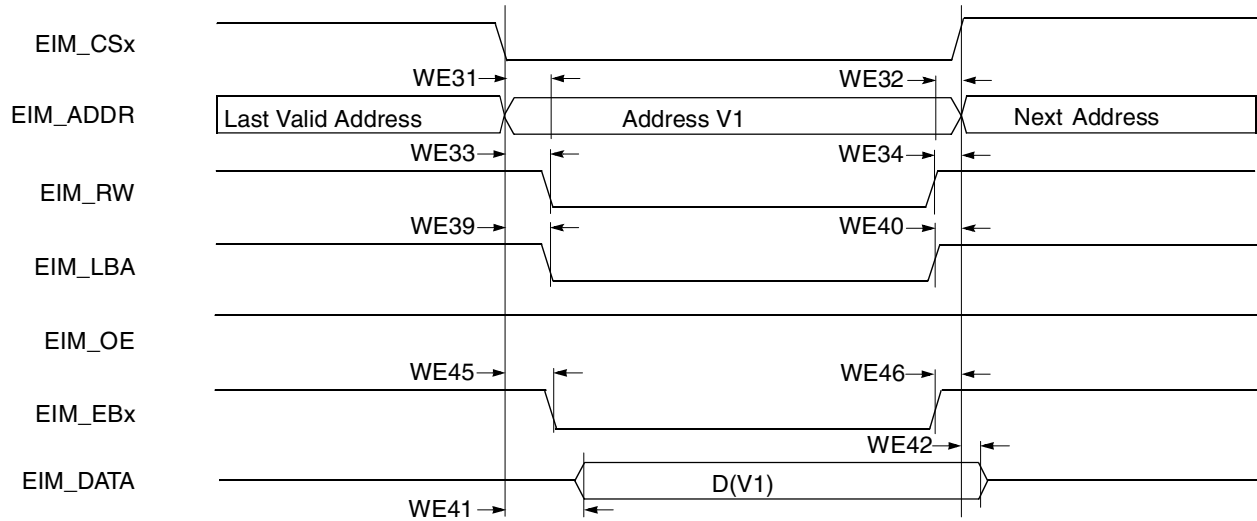 EIM_CSx
WE31
WE32
EIM_ADDR
Last Valid Address
Address V1
Next Address
WE33
WE34
EIM_RW
WE39
WE40
EIM_LBA
EIM_OE
WE45
WE46
EIM_EBx
WE42
EIM_DATA
D(V1)
WE41